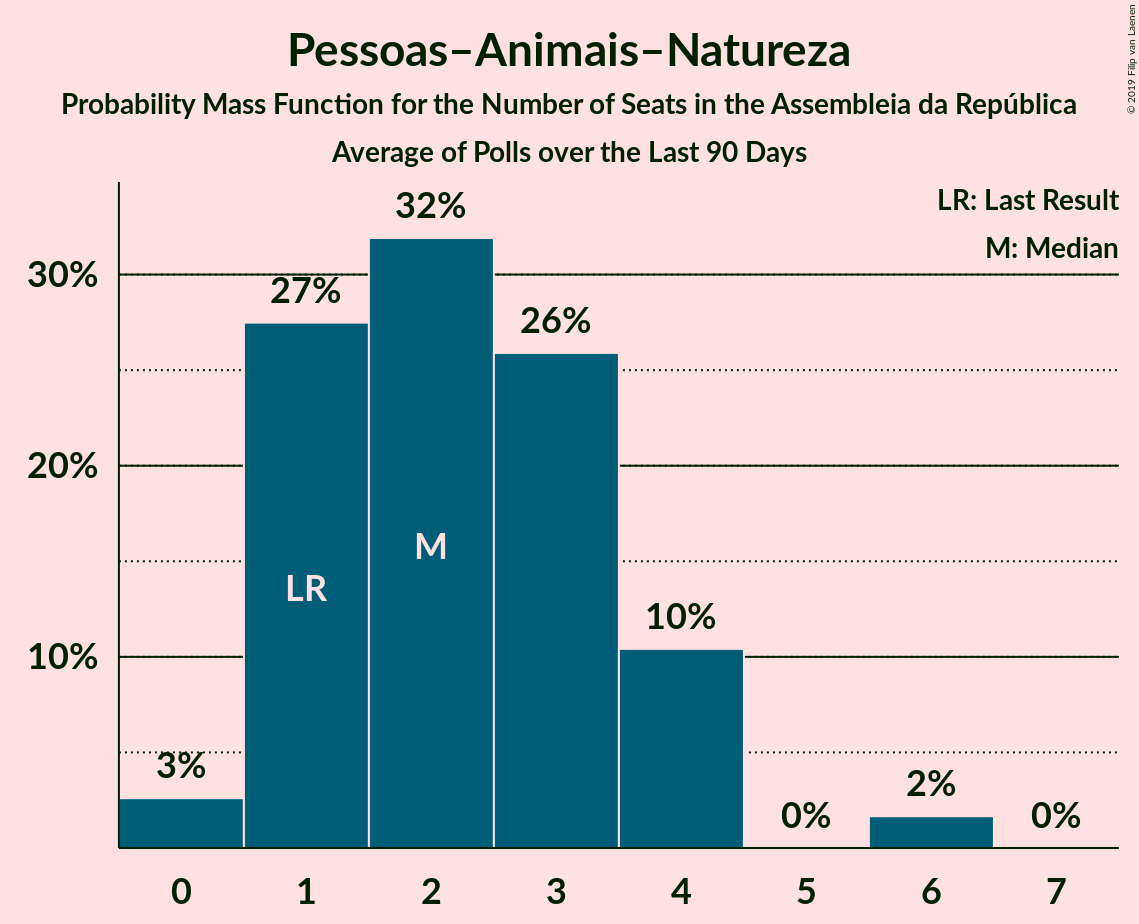 Pessoas–Animais–Natureza
Probability Mass Function for the Number of Seats in the Assembleia da República
Average of Polls over the Last 90 Days
© 2019 Filip van Laenen
LR: Last Result
M: Median
30%
20%
10%
3%
27%
32%
26%
10%
0%
2%
0%
LR
M
0 1 2 3 4 5 6 7